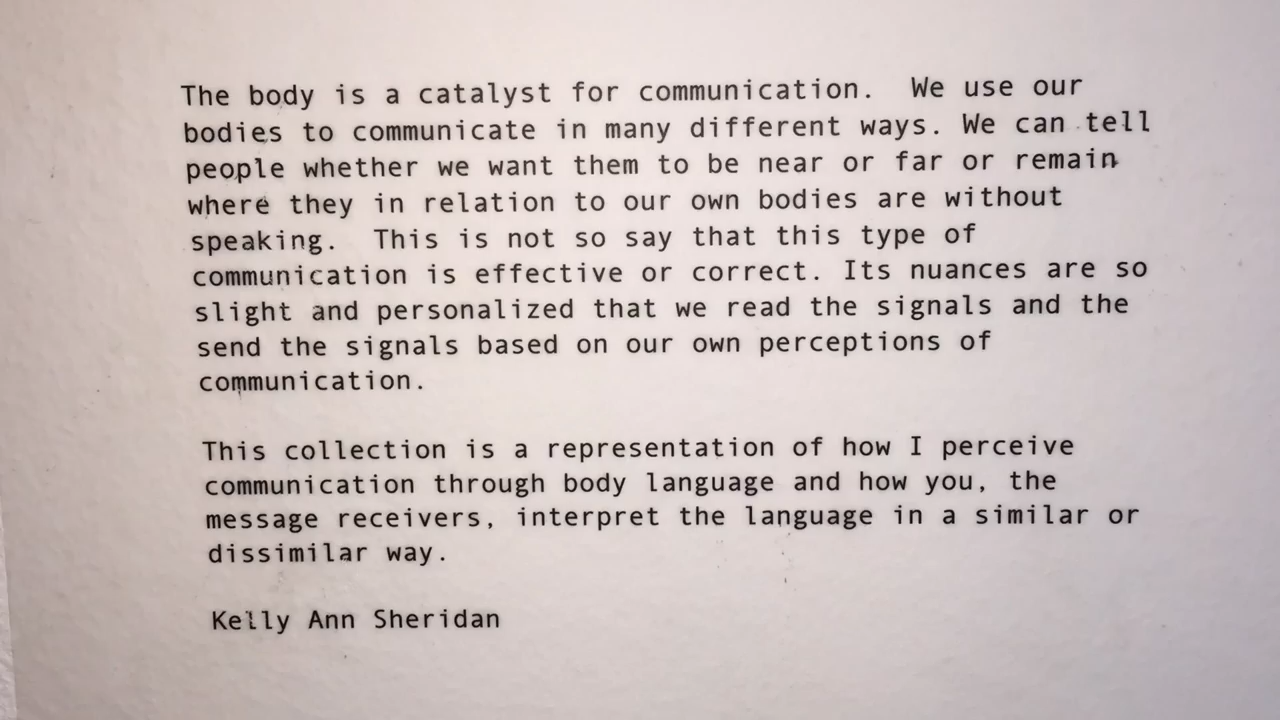 The body is a catalyst for communication.  We use our
bodies to communicate in many different ways. We can tell
people whether we want them to be near or far or remain
where they in relation to our own bodies are without
speaking.  This is not so say that this type of
communication is effective or correct. Its nuances are so
slight and personalized that we read the signals and the
send the signals based on our own perceptions of
communication.

This collection is a representation of how I perceive
communication through body language and how you, the
message receivers, interpret the language in a similar or
dissimilar way.

Kelly Ann Sheridan